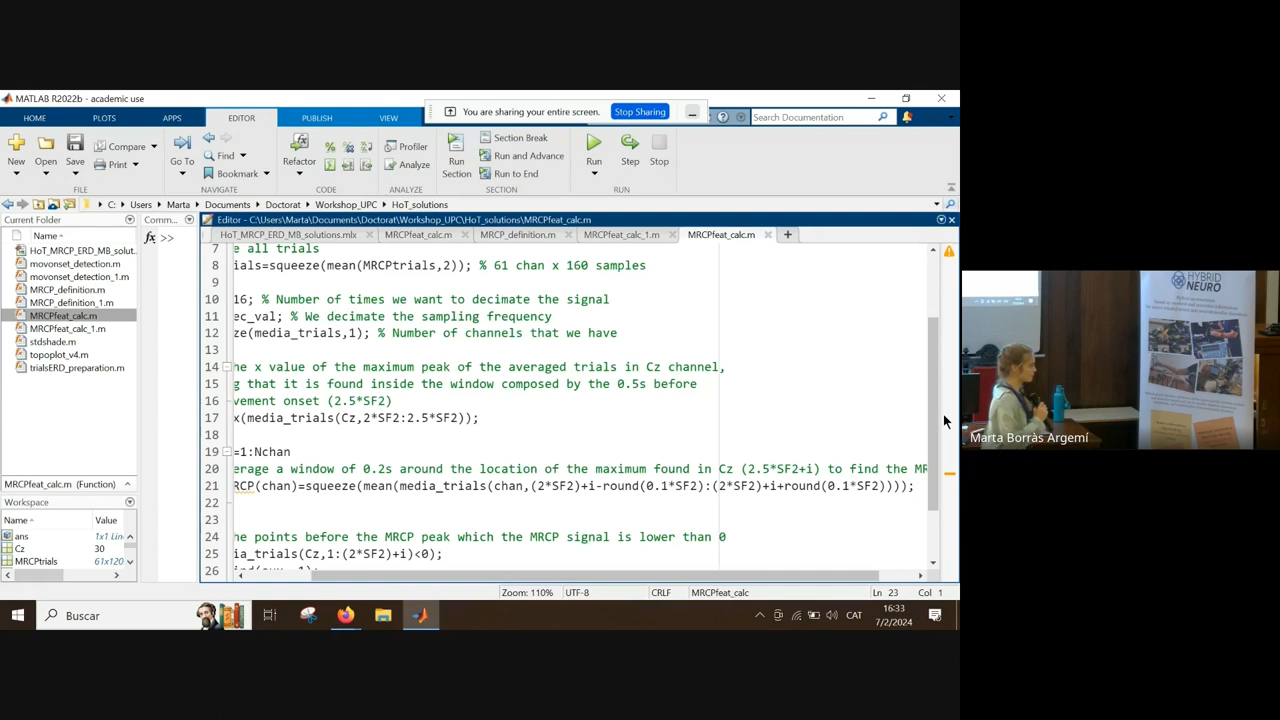 MATLAB R2022b - academic use
You are sharing your entire screen.
Stop Sharing
HOME
PLOTS
APPS
EDITOR
PUBLISH
VIEW
Search Documentation
New
Open
Save
Compare
Print
Go To
Find
Bookmark
Refactor
Profiler
Analyze
Run Section
Section Break
Run and Advance
Run to End
Run
Step
Stop
FILE
NAVIGATE
CODE
ANALYZE
SECTION
RUN
C: Users Marta Documents Doctorat Workshop_UPC HoT_solutions
Current Folder
Name
HoT_MRCP_ERD_MB_solut...
movonset_detection.m
movonset_detection_1.m
MRCP_definition.m
MRCP_definition_1.m
MRCPfeat_calc.m
MRCPfeat_calc_1.m
stdshade.m
topoplot_v4.m
trialsERD_preparation.m
MRCPfeat_calc.m (Function)
Workspace
Name Value
ans 1x1 Lin
Cz 30
MRCPtrials 61x120
Comm...
fx >>
Editor - C:\Users\Marta\Documents\Doctorat\Workshop_UPC\HoT_solutions\MRCPfeat_calc.m
HoT_MRCP_ERD_MB_solutions.mlx
MRCPfeat_calc.m
MRCP_definition.m
MRCPfeat_calc_1.m
MRCPfeat_calc.m
7 e all trials
8 ials=squeeze(mean(MRCPtrials,2)); % 61 chan x 160 samples
9
10 16; % Number of times we want to decimate the signal
11 ec_val; % We decimate the sampling frequency
12 ze(media_trials,1); % Number of channels that we have
13
14 he x value of the maximum peak of the averaged trials in Cz channel,
15 g that it is found inside the window composed by the 0.5s before
16 vement onset (2.5*SF2)
17 x(media_trials(Cz,2*SF2:2.5*SF2));
18
19 =1:Nchan
20 erage a window of 0.2s around the location of the maximum found in Cz (2.5*SF2+i) to find the MR
21 RCP(chan)=squeeze(mean(media_trials(chan,(2*SF2)+i-round(0.1*SF2):(2*SF2)+i+round(0.1*SF2))));
22
23
24 he points before the MRCP peak which the MRCP signal is lower than 0
25 ia_trials(Cz,1:(2*SF2)+i)<0);
26
Zoom: 110% UTF-8 CRLF MRCPfeat_calc Ln 23 Col 1
Buscar
CAT
16:33
7/2/2024
HYBRID
NEURO
Marta Borràs Argemí